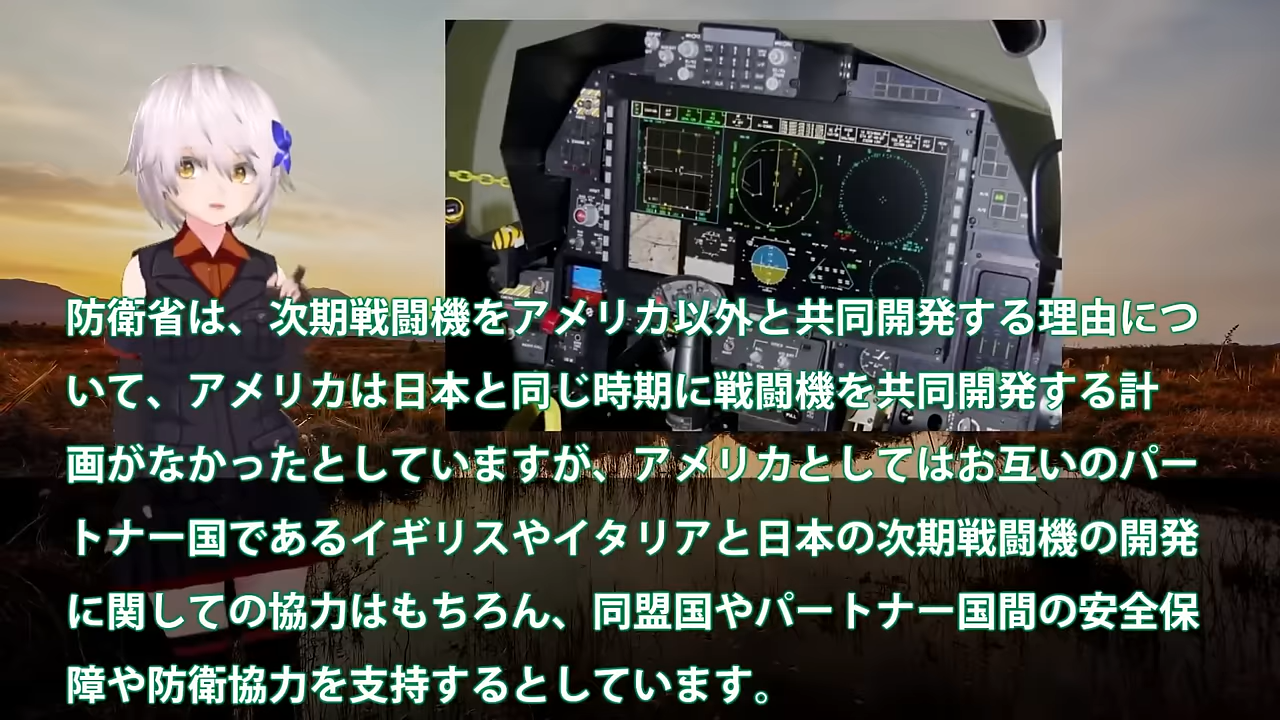 防衛省は、次期戦闘機をアメリカ以外と共同開発する理由につ
いて、アメリカは日本と同じ時期に戦闘機を共同開発する計
画がなかったとしていますが、アメリカとしてはお互いのパー
トナー国であるイギリスやイタリアと日本の次期戦闘機の開発
に関しての協力はもちろん、同盟国やパートナー国間の安全保
障や防衛協力を支持するとしています。